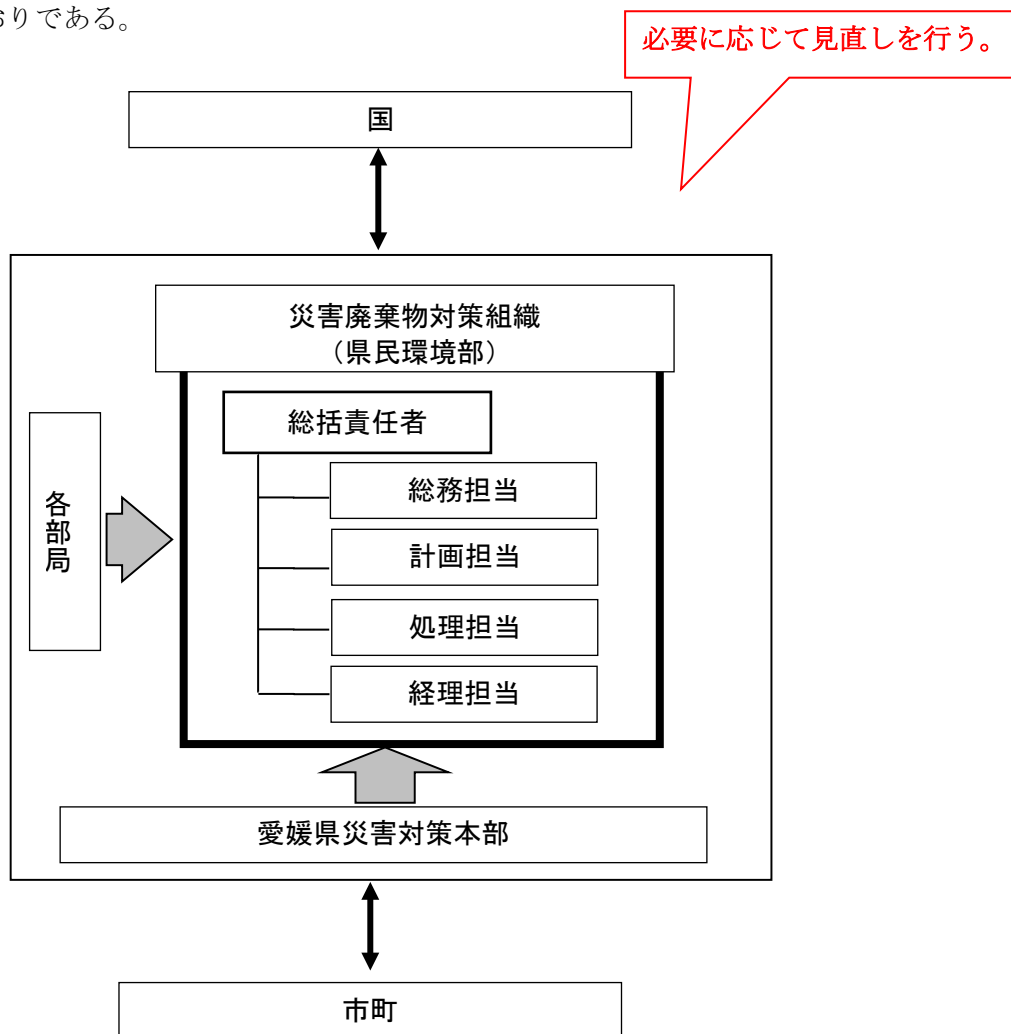 おりである。
必要に応じて見直しを行う。
国
災害廃棄物対策組織
（県民環境部）
総括責任者
各部局
総務担当
計画担当
処理担当
経理担当
愛媛県災害対策本部
市町